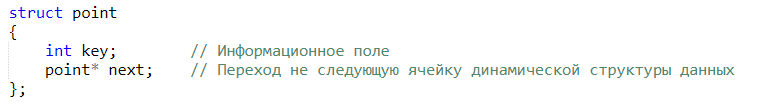 struct point
{
int key; // Информационное поле
point* next; // Переход не следующую ячейку динамической структуры данных
};